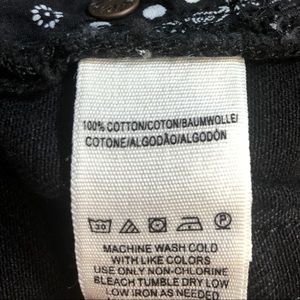 100% COTTON/COTON/BAUMWOLLE/
COTONE/ALGODÃO/ALGODÓN
30 P
MACHINE WASH COLD
WITH LIKE COLORS
USE ONLY NON-CHLORINE
BLEACH TUMBLE DRY LOW
LOW IRON AS NEEDED